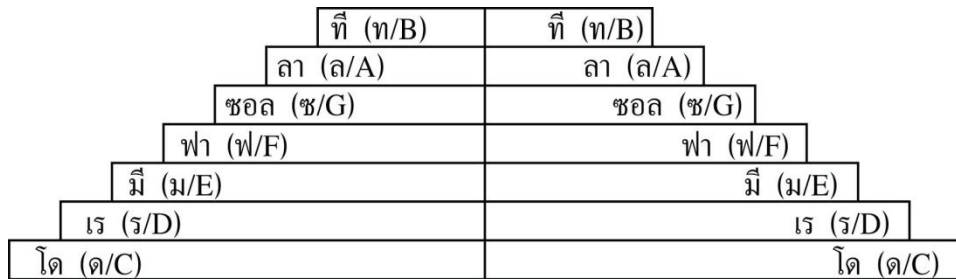 ที (ท/B) ที (ท/B)
ลา (ล/A) ลา (ล/A)
ซอล (ซ/G) ซอล (ซ/G)
ฟา (ฟ/F) ฟา (ฟ/F)
มี (ม/E) มี (ม/E)
เร (ร/D) เร (ร/D)
โด (ด/C) โด (ด/C)